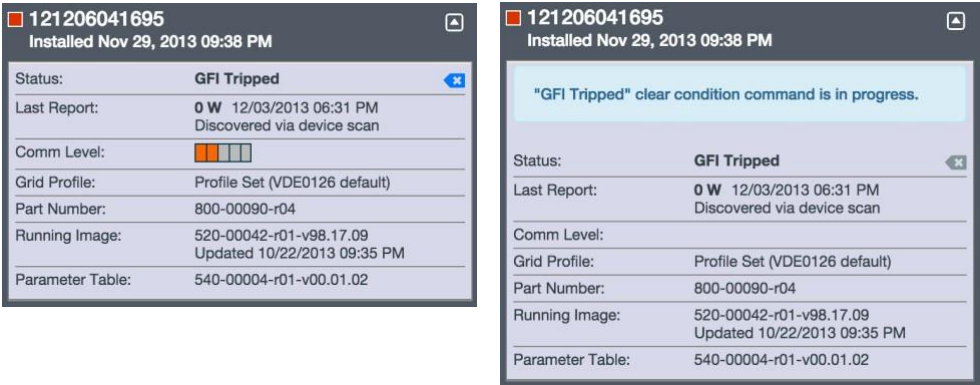 121206041695
Installed Nov 29, 2013 09:38 PM
Status: GFI Tripped
Last Report: 0 W 12/03/2013 06:31 PM
Discovered via device scan
Comm Level:
Grid Profile: Profile Set (VDE0126 default)
Part Number: 800-00090-r04
Running Image: 520-00042-r01-v98.17.09
Updated 10/22/2013 09:35 PM
Parameter Table: 540-00004-r01-v00.01.02
121206041695
Installed Nov 29, 2013 09:38 PM
"GFI Tripped" clear condition command is in progress.
Status: GFI Tripped
Last Report: 0 W 12/03/2013 06:31 PM
Discovered via device scan
Comm Level:
Grid Profile: Profile Set (VDE0126 default)
Part Number: 800-00090-r04
Running Image: 520-00042-r01-v98.17.09
Updated 10/22/2013 09:35 PM
Parameter Table: 540-00004-r01-v00.01.02